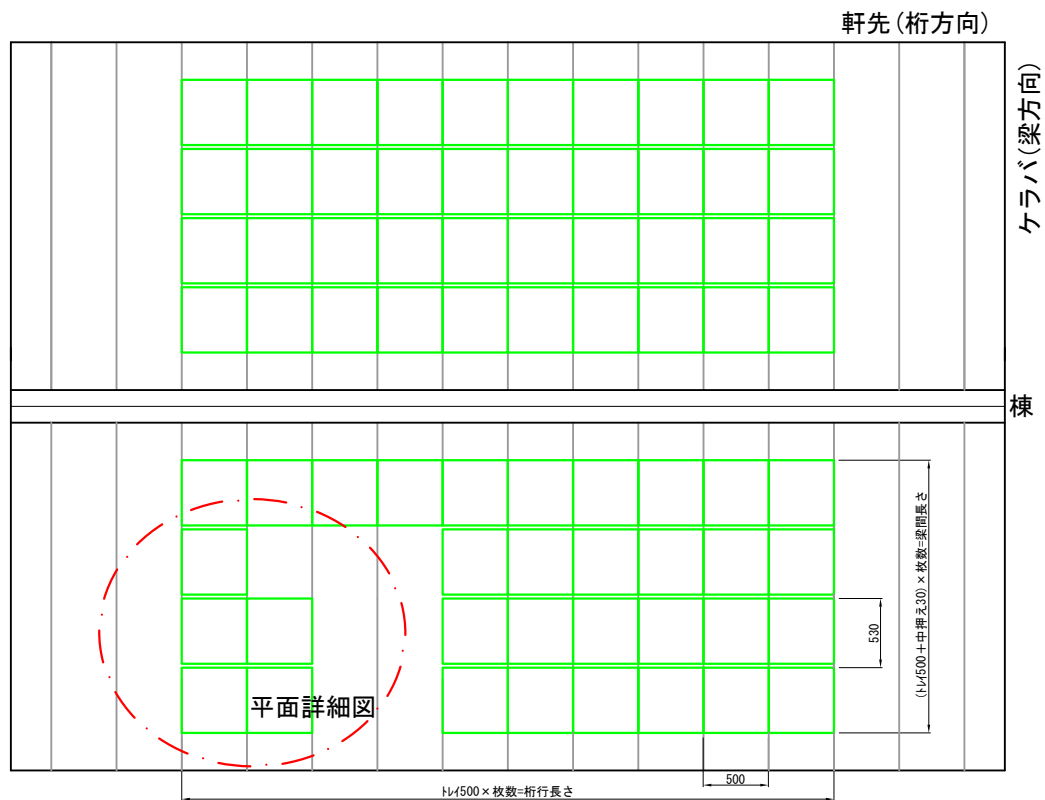 軒先(桁方向)
ケラバ(梁方向)
棟
(ﾄﾚｲ500+中押え30)×枚数=梁間長さ
530
平面詳細図
500
ﾄﾚｲ500×枚数=桁行長さ